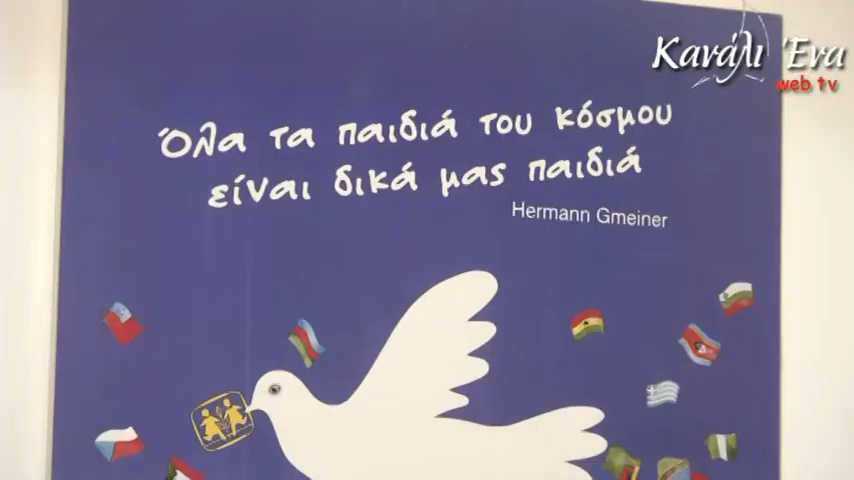 Κανάλι Ένα
web tv
Όλα τα παιδιά του κόσμου
είναι δικά μας παιδιά
Hermann Gmeiner